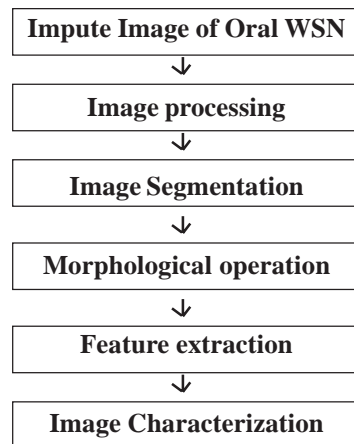 Impute Image of Oral WSN
Image processing
Image Segmentation
Morphological operation
Feature extraction
Image Characterization